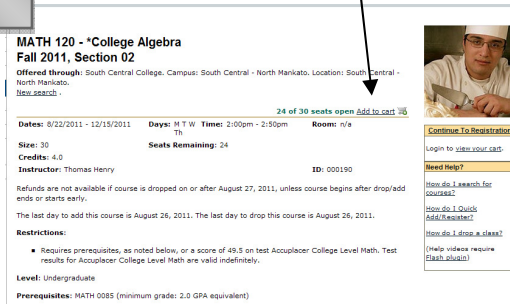 MATH 120 - *College Algebra
Fall 2011, Section 02
Offered through: South Central College. Campus: South Central - North Mankato. Location: South Central -
North Mankato.
New search .
24 of 30 seats open Add to cart
Dates: 8/22/2011 - 12/15/2011 Days: M T W Time: 2:00pm - 2:50pm Room: n/a
Th
Size: 30 Seats Remaining: 24
Credits: 4.0
Instructor: Thomas Henry ID: 000190
Refunds are not available if course is dropped on or after August 27, 2011, unless course begins after drop/add
ends or starts early.
The last day to add this course is August 26, 2011. The last day to drop this course is August 26, 2011.
Restrictions:
Requires prerequisites, as noted below, or a score of 49.5 on test Accuplacer College Level Math. Test
results for Accuplacer College Level Math are valid indefinitely.
Level: Undergraduate
Prerequisites: MATH 0085 (minimum grade: 2.0 GPA equivalent)
Continue To Registration
Login to view your cart.
Need Help?
How do I search for
courses?
How do I Quick
Add/Register?
How do I drop a class?
(Help videos require
Flash plugin)